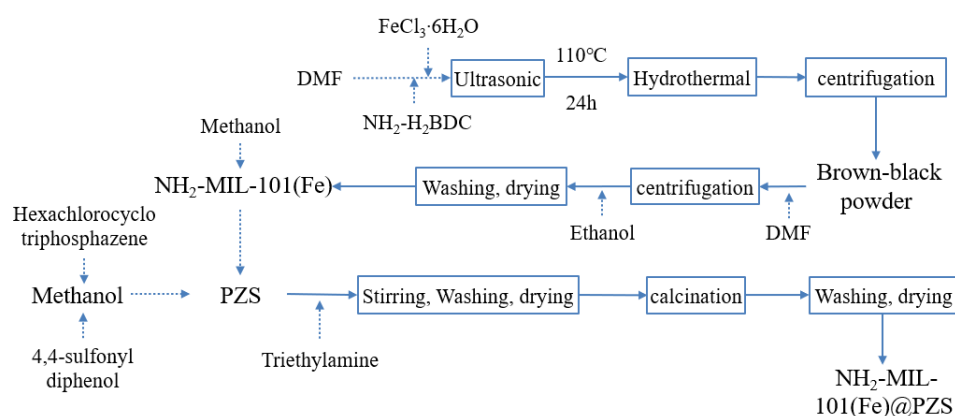 FeCl₃·6H₂O
110℃
DMF
Ultrasonic
Hydrothermal
centrifugation
24h
NH₂-H₂BDC
Methanol
Brown-black
powder
NH₂-MIL-101(Fe)
Washing, drying
centrifugation
Ethanol
DMF
Hexachlorocyclo
triphosphazene
Methanol
PZS
Stirring, Washing, drying
calcination
Washing, drying
4,4-sulfonyl
diphenol
Triethylamine
NH₂-MIL-
101(Fe)@PZS